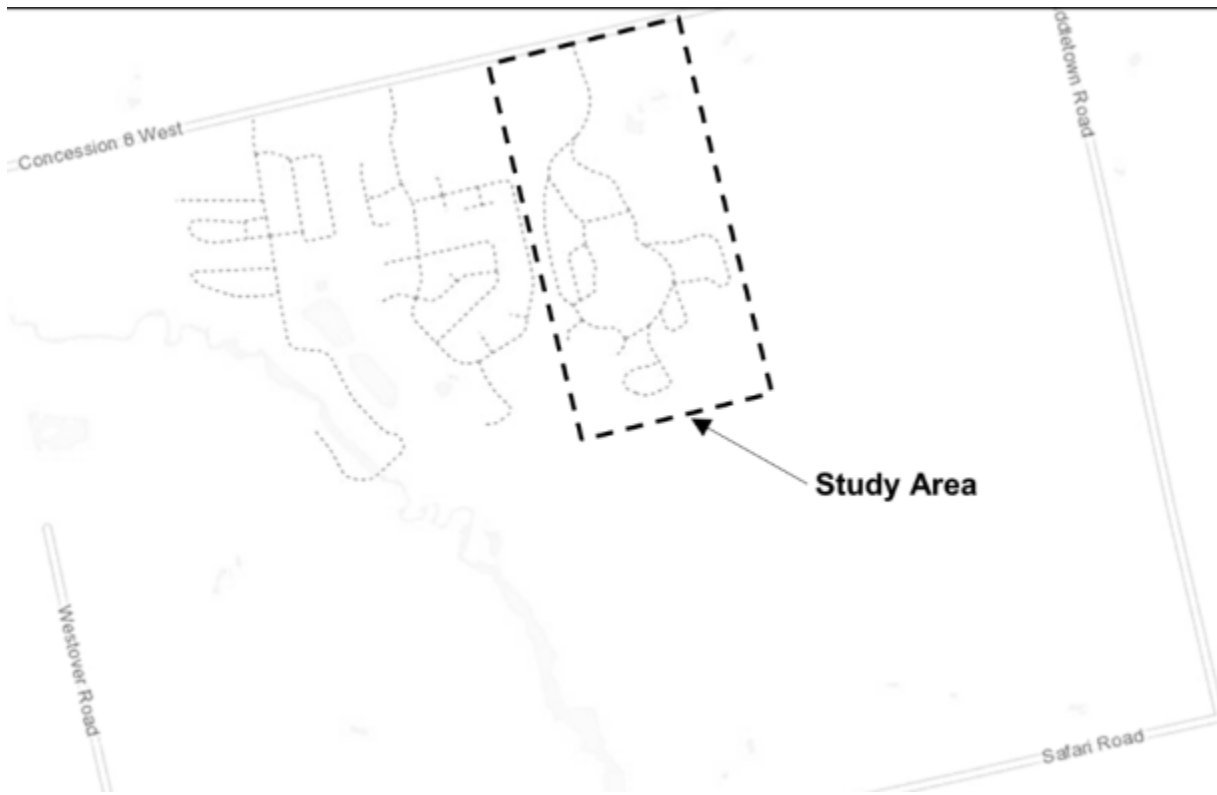 Concession 8 West
ddletown Road
Study Area
Westover Road
Safari Road